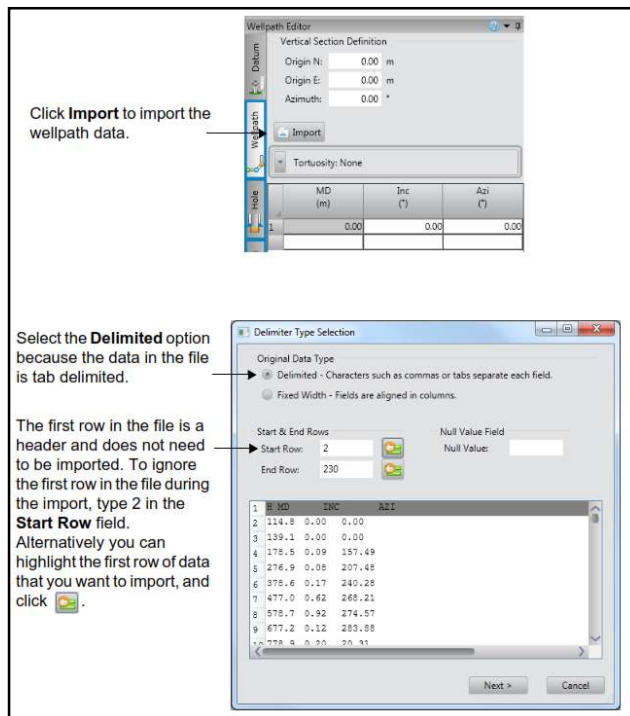 Wellpath Editor
Vertical Section Definition
Datum
Origin N: 0.00 m
Origin E: 0.00 m
Azimuth: 0.00 °
Click Import to import the
wellpath data.
Wellpath
Import
Tortuosity: None
Hole
MD Inc Azi
(m) (°) (°)
1 0.00 0.00 0.00
Select the Delimited option
because the data in the file
is tab delimited.
The first row in the file is a
header and does not need
to be imported. To ignore
the first row in the file during
the import, type 2 in the
Start Row field.
Alternatively you can
highlight the first row of data
that you want to import, and
click .
Delimiter Type Selection
Original Data Type
Delimited - Characters such as commas or tabs separate each field.
Fixed Width - Fields are aligned in columns.
Start & End Rows Null Value Field
Start Row: 2 Null Value:
End Row: 230
1 H MD INC AZI
2 114.8 0.00 0.00
3 139.1 0.00 0.00
4 178.5 0.09 157.49
5 276.9 0.08 207.48
6 378.6 0.17 240.28
7 477.0 0.62 268.21
8 578.7 0.92 274.57
9 677.2 0.12 283.88
10 778.9 0.20 20.31
Next > Cancel